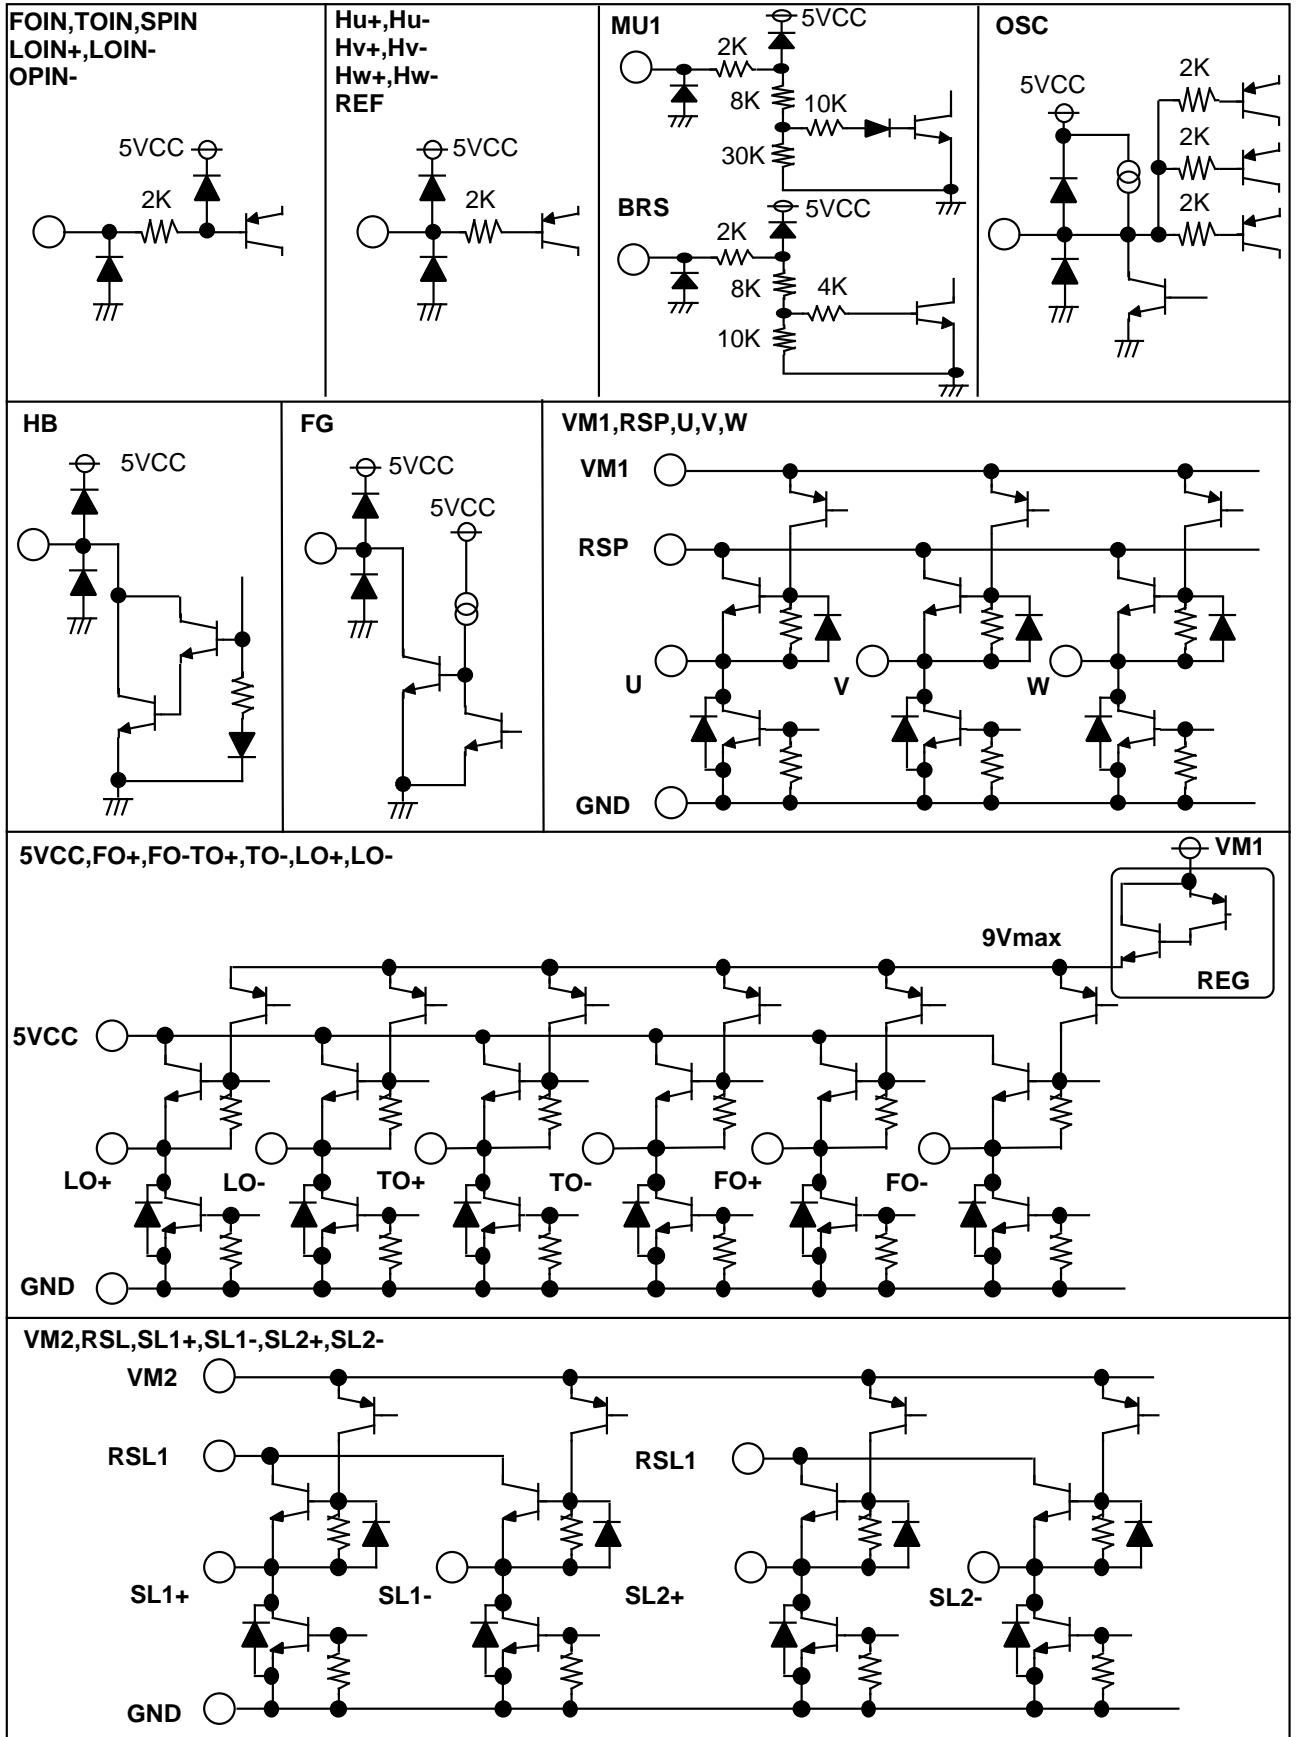 FOIN,TOIN,SPIN
LOIN+,LOIN-
OPIN-
5VCC
2K
Hu+,Hu-
Hv+,Hv-
Hw+,Hw-
REF
5VCC
2K
MU1
5VCC
2K
8K
10K
30K
BRS
5VCC
2K
8K
4K
10K
OSC
5VCC
2K
2K
2K
HB
5VCC
FG
5VCC
5VCC
VM1,RSP,U,V,W
VM1
RSP
U
V
W
GND
5VCC,FO+,FO-TO+,TO-,LO+,LO-
VM1
9Vmax
REG
5VCC
LO+
LO-
TO+
TO-
FO+
FO-
GND
VM2,RSL,SL1+,SL1-,SL2+,SL2-
VM2
RSL1
RSL1
SL1+
SL1-
SL2+
SL2-
GND